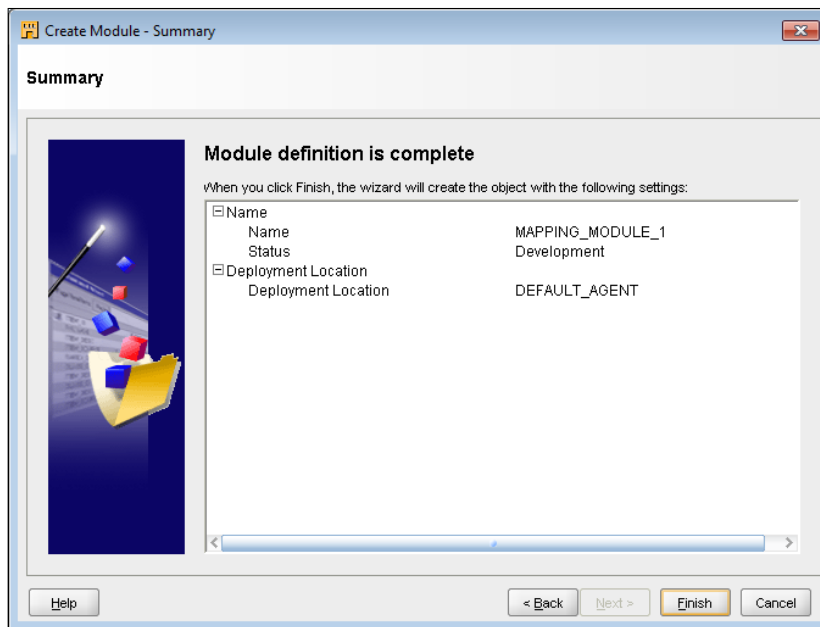 Create Module - Summary
Summary
Module definition is complete
When you click Finish, the wizard will create the object with the following settings:
Name
Name MAPPING_MODULE_1
Status Development
Deployment Location
Deployment Location DEFAULT_AGENT
Help < Back Next > Finish Cancel